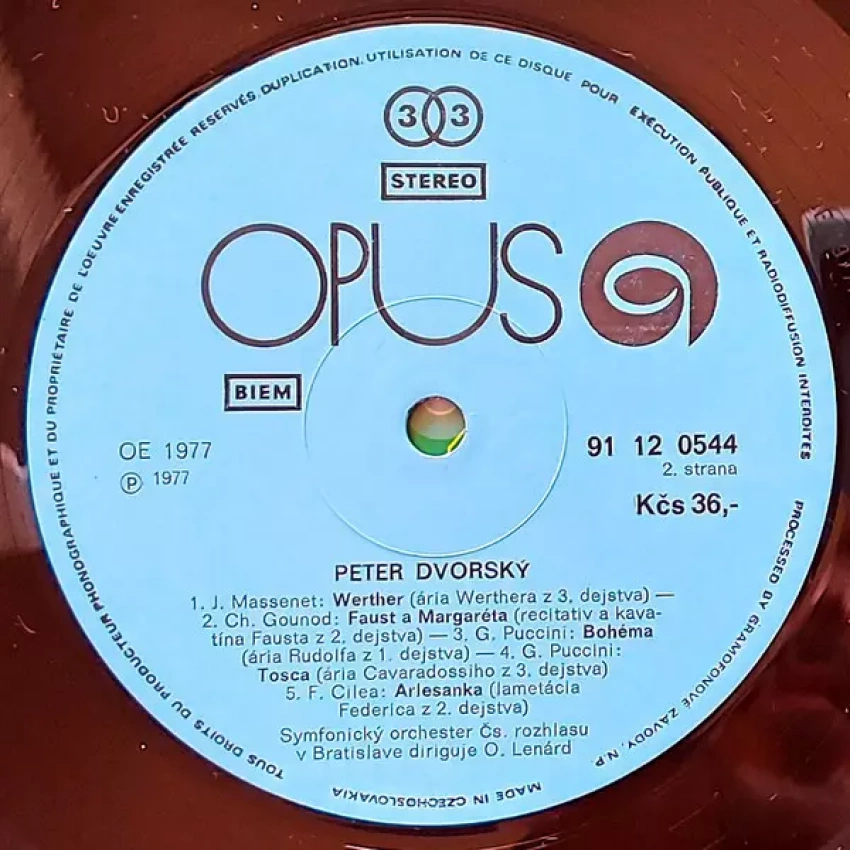 TOUS DROITS DU PRODUCTEUR PHONOGRAPHIQUE ET DU PROPRIÉTAIRE DE LOEUVRE ENREGISTRÉE RESERVÉS. DUPLICATION. UTILISATION DE CE DISQUE POUR EXÉCUTION PUBLIQUE ET RADIODIFFUSION INTERDITES
33
STEREO
OPUS
BIEM
OE 1977
Ⓟ 1977
91 12 0544
2. strana
Kčs 36,-
PETER DVORSKÝ
1. J. Massenet: Werther (ária Werthera z 3. dejstva) —
2. Ch. Gounod: Faust a Margaréta (recitativ a kava-
tína Fausta z 2. dejstva) — 3. G. Puccini: Bohéma
(ária Rudolfa z 1. dejstva) — 4. G. Puccini:
Tosca (ária Cavaradossiho z 3. dejstva)
5. F. Cilea: Arlesanka (lametácia
Federica z 2. dejstva)
Symfonický orchester Čs. rozhlasu
v Bratislave diriguje O. Lenárd
PROCESSED BY GRAMOFONOVÉ ZÁVODY, N.P.
MADE IN CZECHOSLOVAKIA